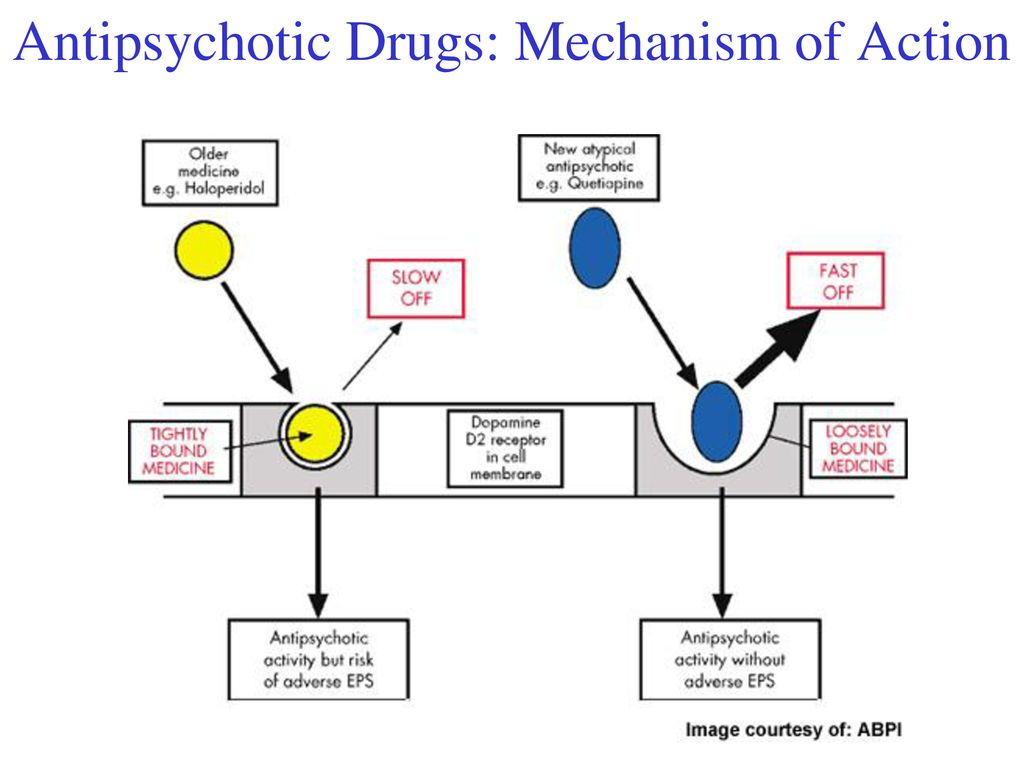 Antipsychotic Drugs: Mechanism of Action
Older
medicine
e.g. Haloperidol
New atypical
antipsychotic
e.g. Quetiapine
SLOW
OFF
FAST
OFF
TIGHTLY
BOUND
MEDICINE
Dopamine
D2 receptor
in cell
membrane
LOOSELY
BOUND
MEDICINE
Antipsychotic
activity but risk
of adverse EPS
Antipsychotic
activity without
adverse EPS
Image courtesy of: ABPI